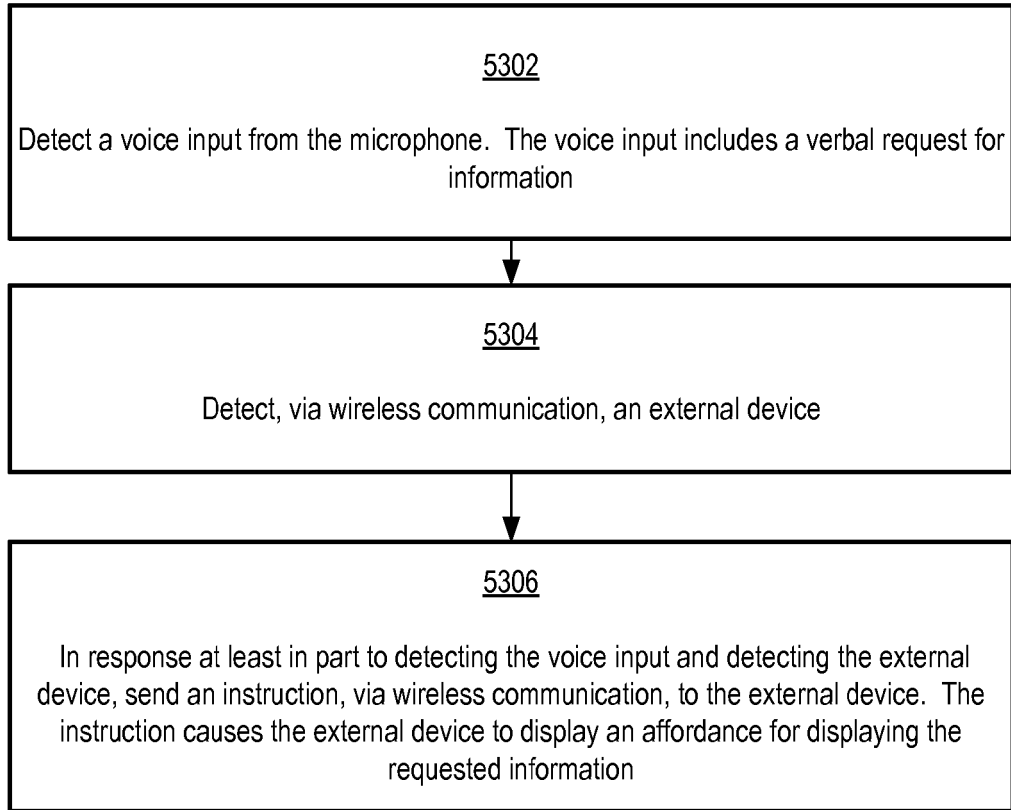 5302
Detect a voice input from the microphone. The voice input includes a verbal request for
information
5304
Detect, via wireless communication, an external device
5306
In response at least in part to detecting the voice input and detecting the external
device, send an instruction, via wireless communication, to the external device. The
instruction causes the external device to display an affordance for displaying the
requested information